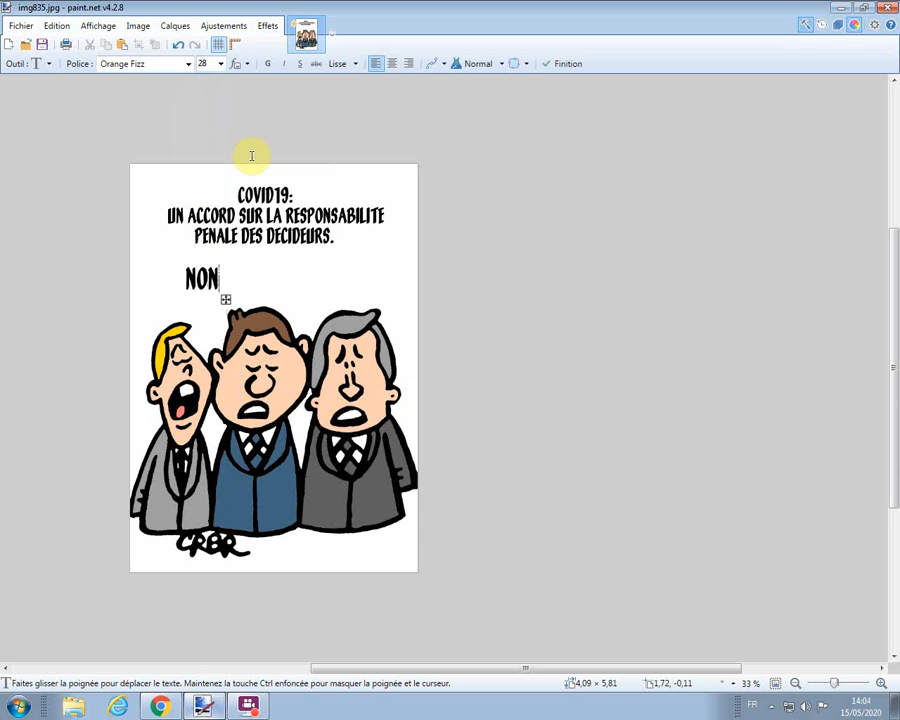 img835.jpg - paint.net v4.2.8
Fichier Edition Affichage Image Calques Ajustements Effets
Outil : T Police : Orange Fizz 28 G I S abc Lisse Normal Finition
COVID19:
UN ACCORD SUR LA RESPONSABILITE
PENALE DES DECIDEURS.
NON
CRBR
Faites glisser la poignée pour déplacer le texte. Maintenez la touche Ctrl enfoncée pour masquer la poignée et le curseur. 4,09 × 5,81 1,72, -0,11 " 33 %
FR 14:04
15/05/2020